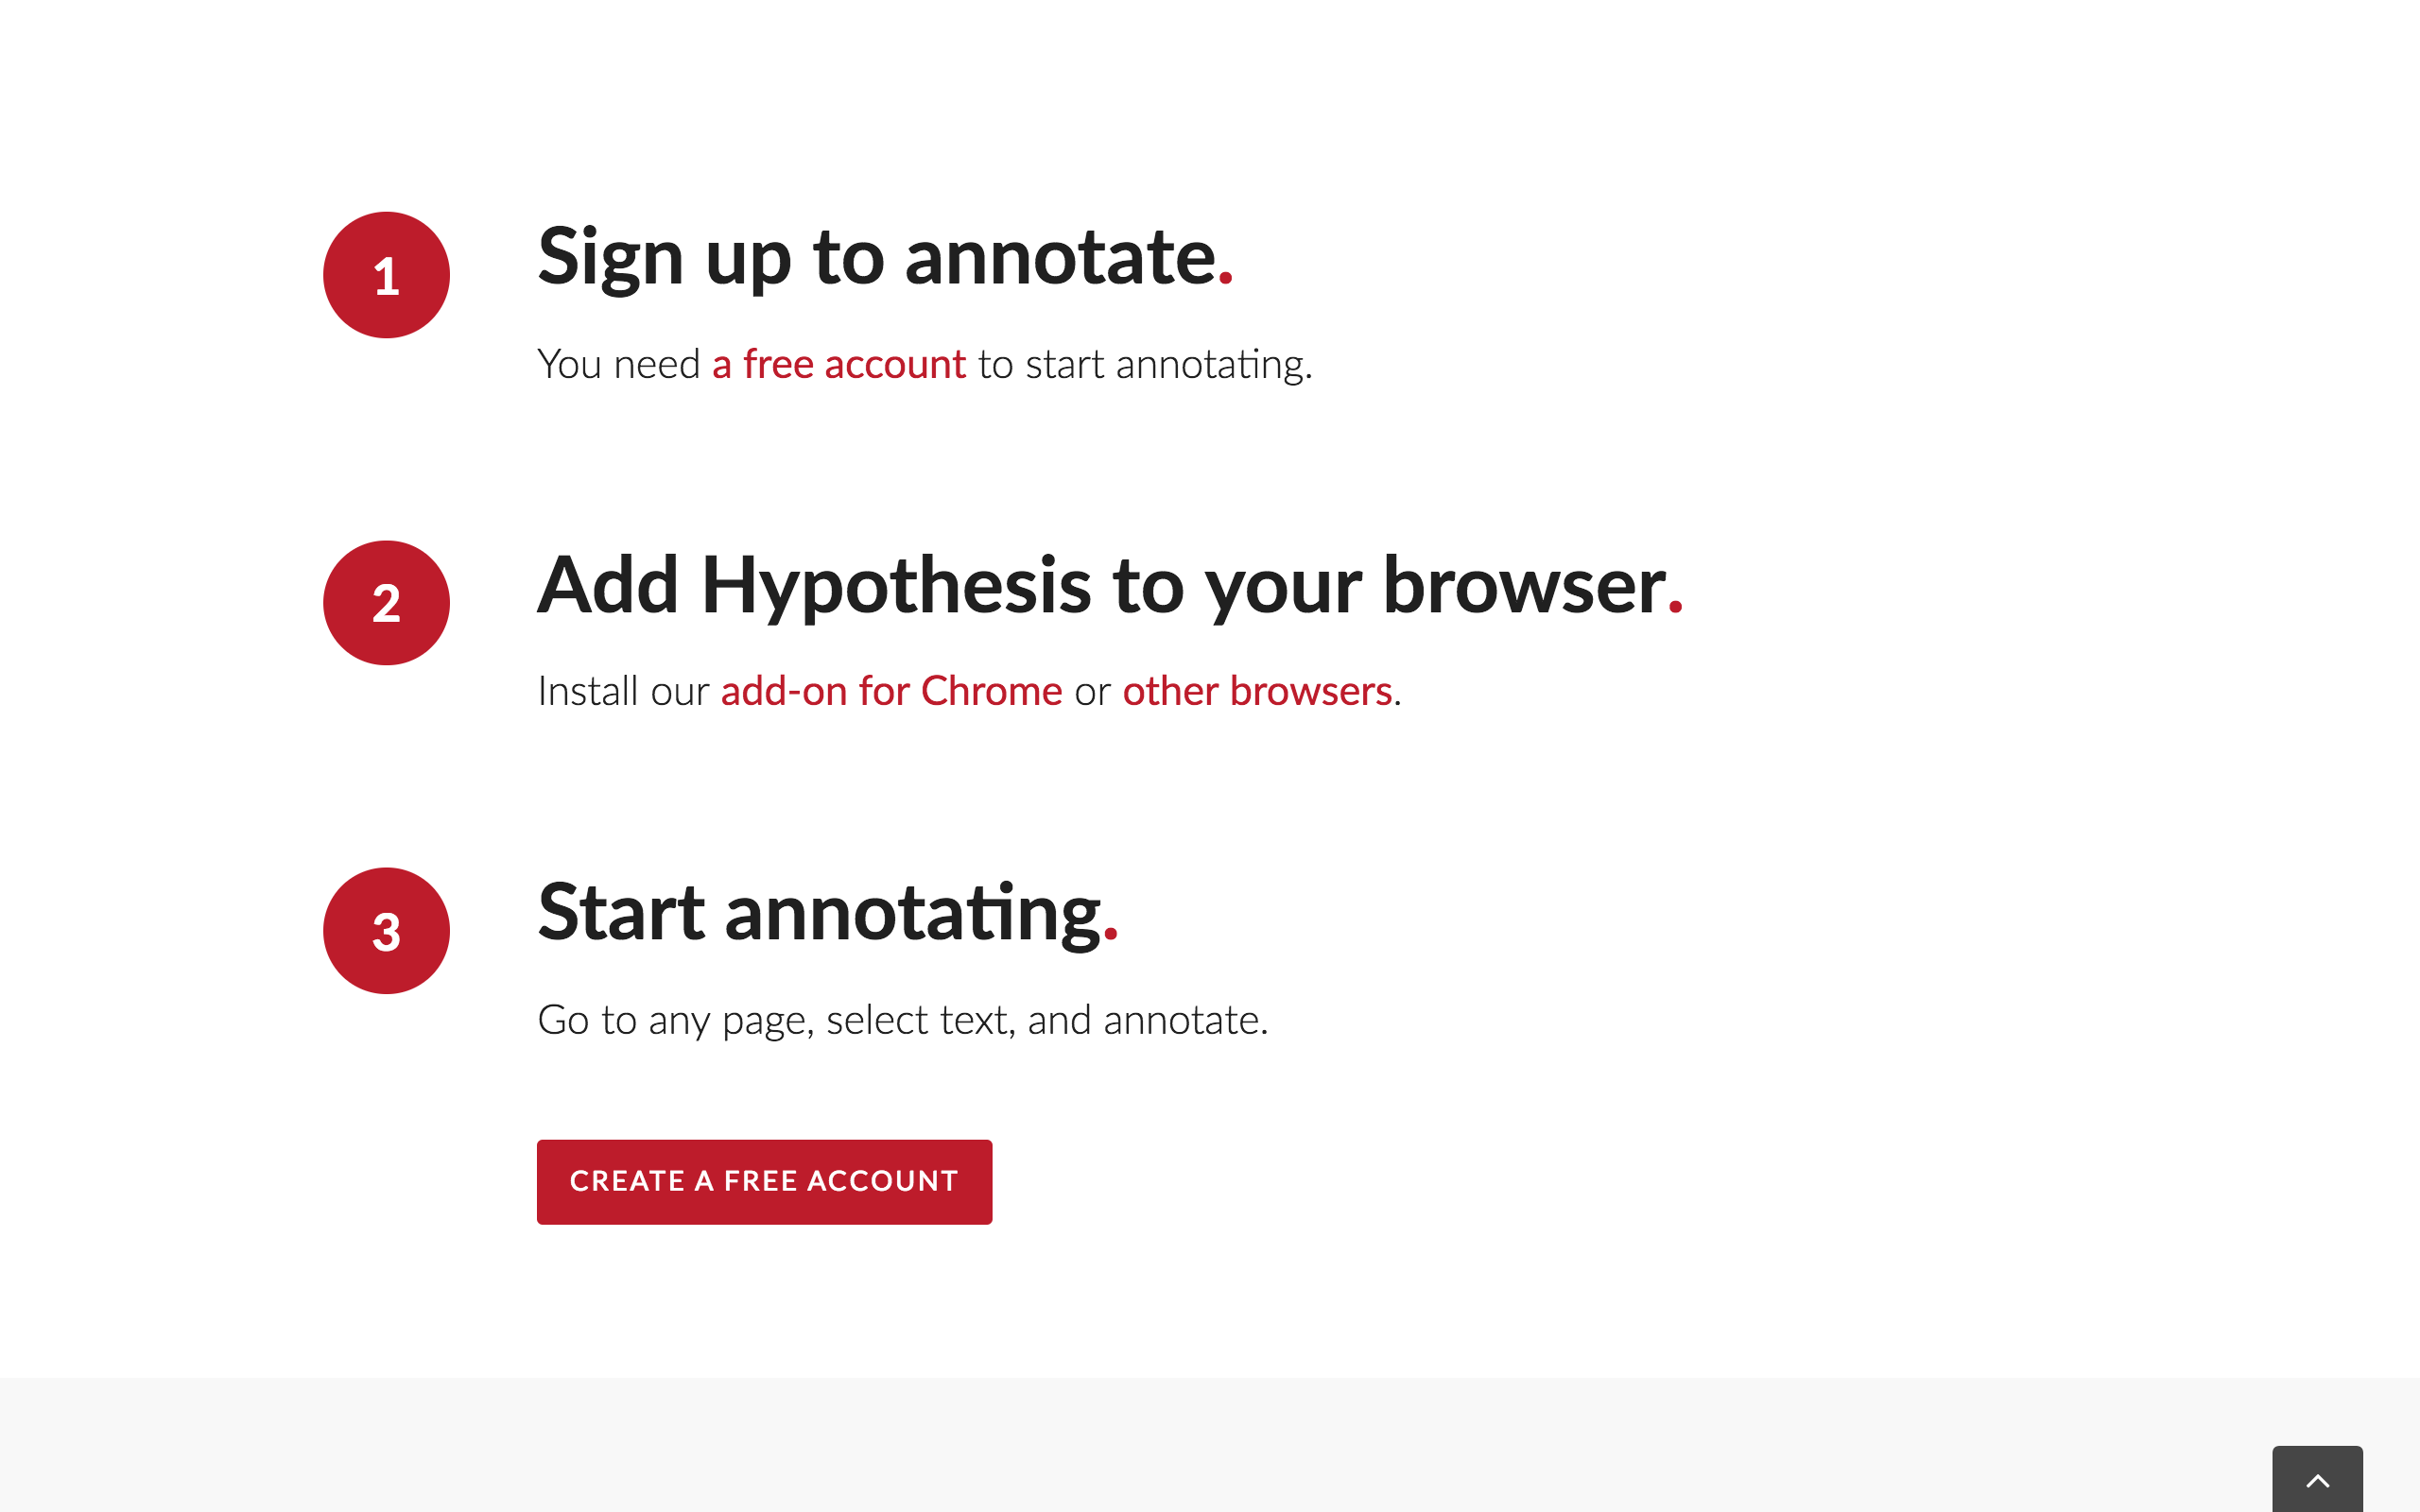 1
Sign up to annotate.
You need a free account to start annotating.
2
Add Hypothesis to your browser.
Install our add-on for Chrome or other browsers.
3
Start annotating.
Go to any page, select text, and annotate.
CREATE A FREE ACCOUNT